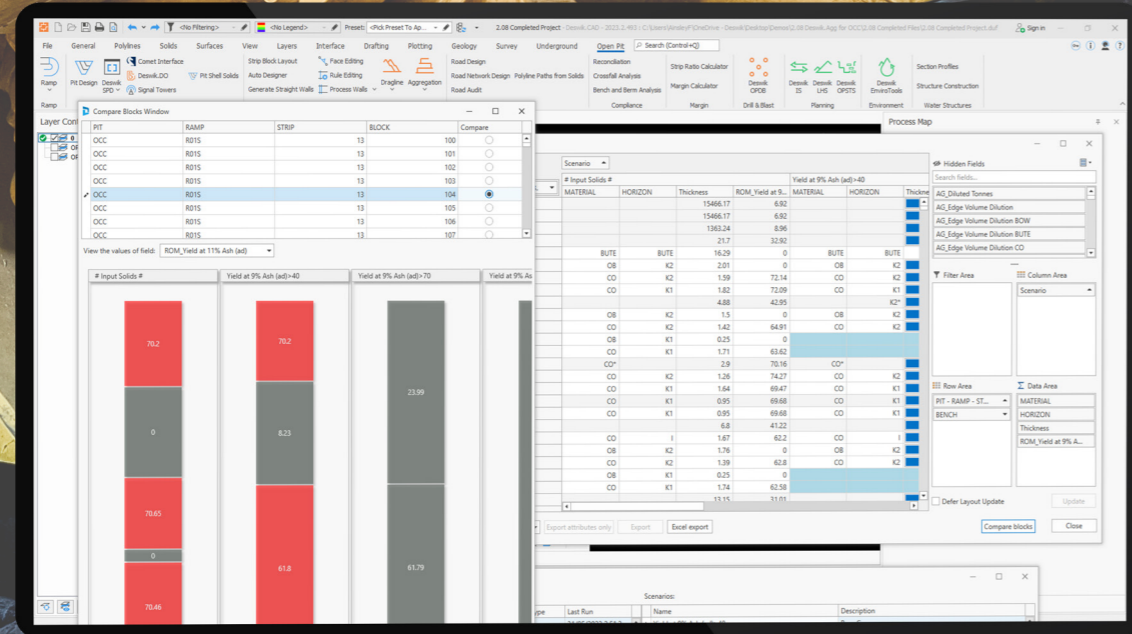 <No Filtering>
<No Legend>
Preset:
<Pick Preset To Ap...
2.08 Completed Project
Sign in
File General Polylines Solids Surfaces View Layers Interface Drafting Plotting Geology Survey Underground Open Pit Search (Control+Q)
Ramp
Pit Design
Deswik SPD
Comet Interface
Deswik.DO
Signal Towers
Pit Shell Solids
Strip Block Layout
Auto Designer
Generate Straight Walls
Face Editing
Rule Editing
Process Walls
Dragline
Aggregation
Road Design
Road Network Design
Polyline Paths from Solids
Road Audit
Reconciliation
Crossfall Analysis
Bench and Berm Analysis
Strip Ratio Calculator
Margin Calculator
Deswik OPDB
Deswik IS
Deswik LHS
Deswik OPSTS
Deswik EnviroTools
Section Profiles
Structure Construction
Ramp
Compliance
Margin
Drill & Blast
Planning
Environment
Water Structures
Layer Con
Process Map
Compare Blocks Window
PIT RAMP STRIP BLOCK Compare
OCC R01S 13 100
OCC R01S 13 101
OCC R01S 13 102
OCC R01S 13 103
OCC R01S 13 104
OCC R01S 13 105
OCC R01S 13 106
OCC R01S 13 107
View the values of field: ROM_Yield at 11% Ash (ad)
# Input Solids # Yield at 9% Ash (ad)>40 Yield at 9% Ash (ad)>70 Yield at 9% As
70.2
0
70.65
0
70.46
70.2
8.23
61.8
23.99
61.79
Scenario
# Input Solids # Yield at 9% Ash (ad)>40
MATERIAL HORIZON Thickness ROM_Yield at 9... MATERIAL HORIZON Thickne
15466.17 6.92
15466.17 6.92
1363.24 8.96
21.7 32.92
BUTE BUTE 16.29 0 BUTE BUTE
OB K2 2.01 0 OB K2
CO K2 1.59 72.14 CO K2
CO K1 1.82 72.09 CO K1
4.88 42.95 K2*
OB K2 1.5 0 OB K2
CO K2 1.42 64.91 CO K2
OB K1 0.25 0
CO K1 1.71 63.62
CO* 2.9 70.16 CO*
CO K2 1.26 74.27 CO K2
CO K1 1.64 69.47 CO K1
CO K1 0.95 69.68 CO K1
CO K1 0.95 69.68 CO K1
6.8 41.22
CO I 1.67 62.2 CO I
OB K2 1.76 0 OB K2
CO K2 1.39 62.8 CO K2
OB K1 0.25 0
CO K1 1.74 62.58
13.15 31.01
Export attributes only
Export
Excel export
Hidden Fields
Search fields...
AG_Diluted Tonnes
AG_Edge Volume Dilution
AG_Edge Volume Dilution BOW
AG_Edge Volume Dilution BUTE
AG_Edge Volume Dilution CO
Filter Area
Column Area
Scenario
Row Area
PIT - RAMP - ST...
BENCH
Data Area
MATERIAL
HORIZON
Thickness
ROM_Yield at 9% A...
Defer Layout Update
Update
Compare blocks
Close
Scenarios:
ype Last Run Name Description